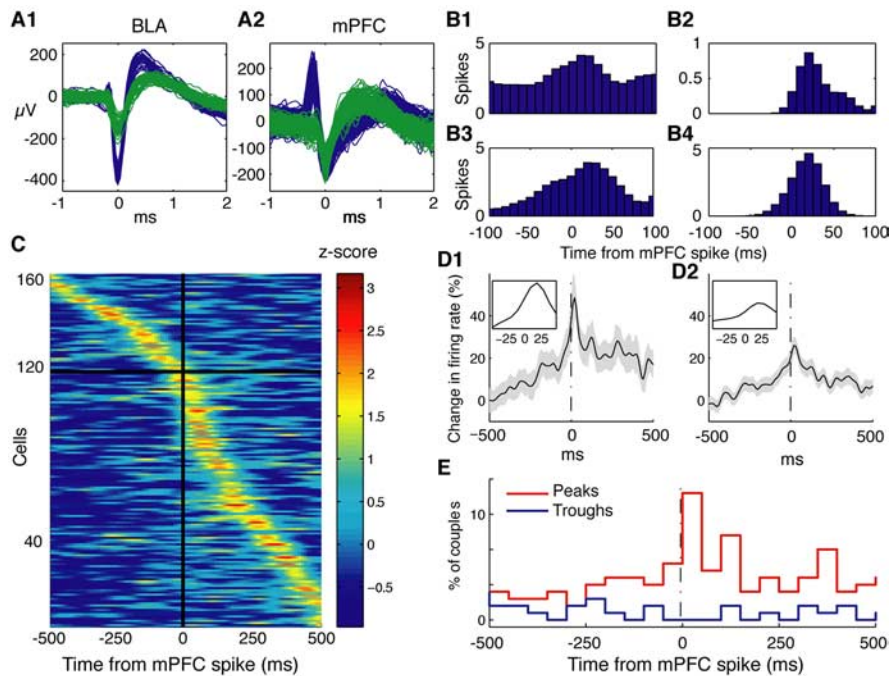 A1
BLA
A2
mPFC
B1
B2
200
0
-200
-400
µV
-1
0
1
2
ms
200
100
0
-100
-200
-1
0
1
2
ms
Spikes
5
0
1
0
B3
B4
Spikes
5
0
-100
-50
0
50
100
5
0
-100
-50
0
50
100
Time from mPFC spike (ms)
C
z-score
160
120
40
Cells
-500
-250
0
250
500
Time from mPFC spike (ms)
3
2.5
2
1.5
1
0.5
0
-0.5
D1
Change in firing rate (%)
40
20
0
-25 0 25
-500
0
500
ms
D2
40
20
0
-25 0 25
-500
0
500
ms
E
% of couples
10
0
Peaks
Troughs
-500
-250
0
250
500
Time from mPFC spike (ms)